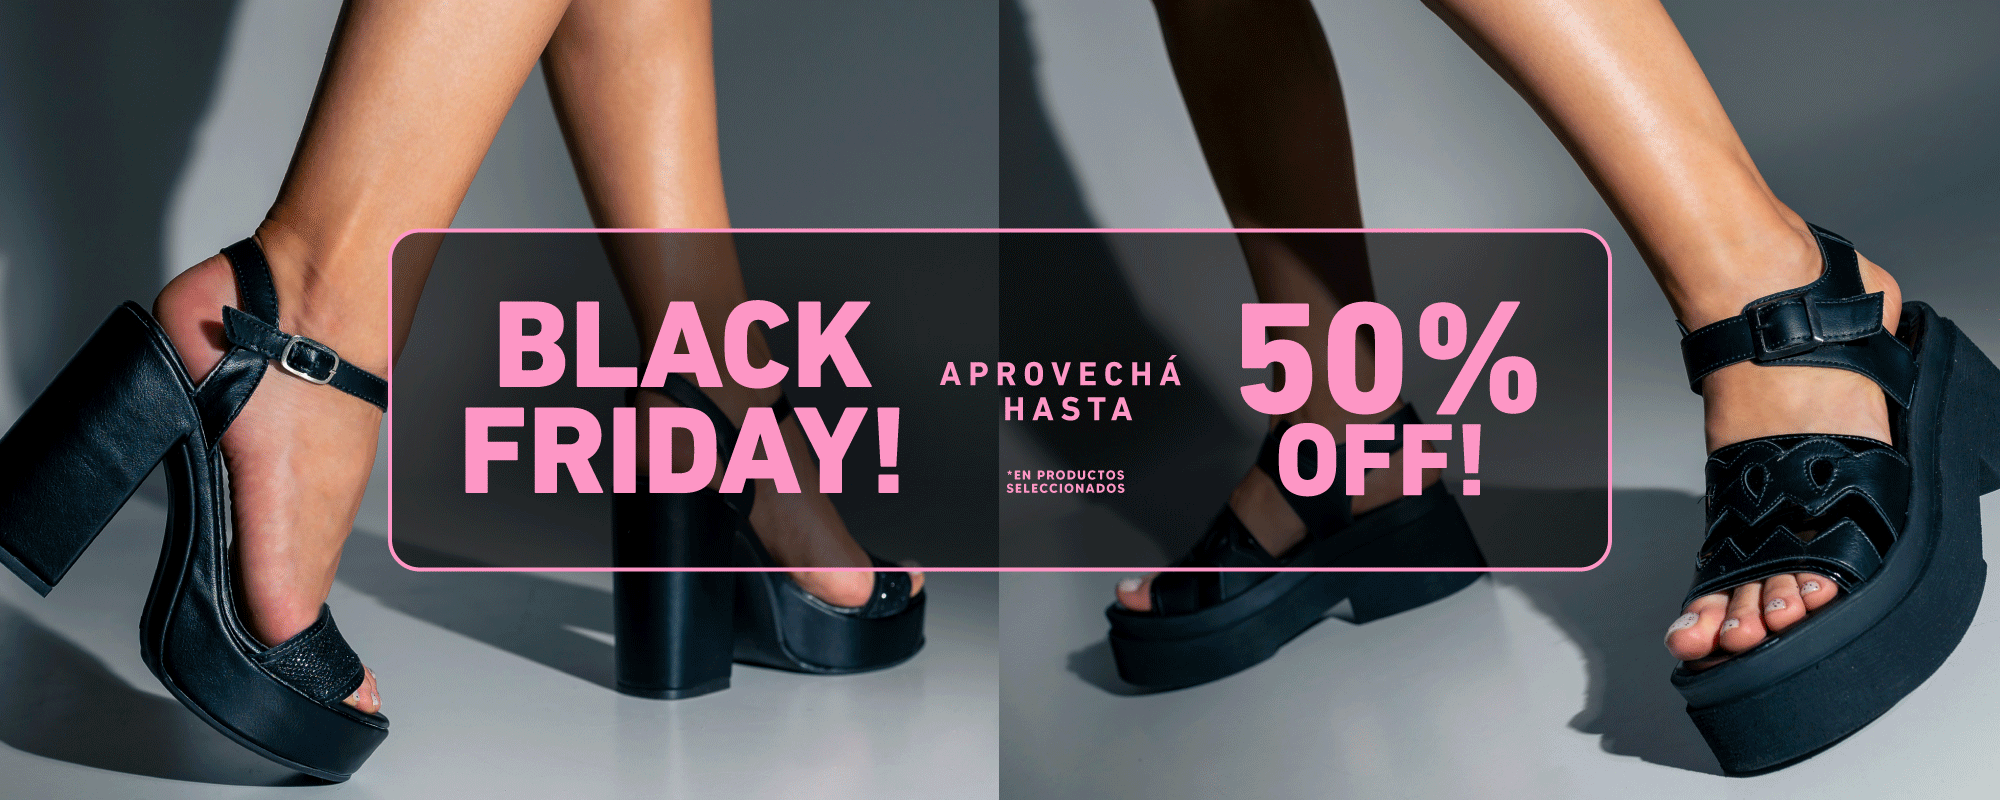 BLACK
FRIDAY!
APROVECHÁ
HASTA
*EN PRODUCTOS
SELECCIONADOS
50%
OFF!